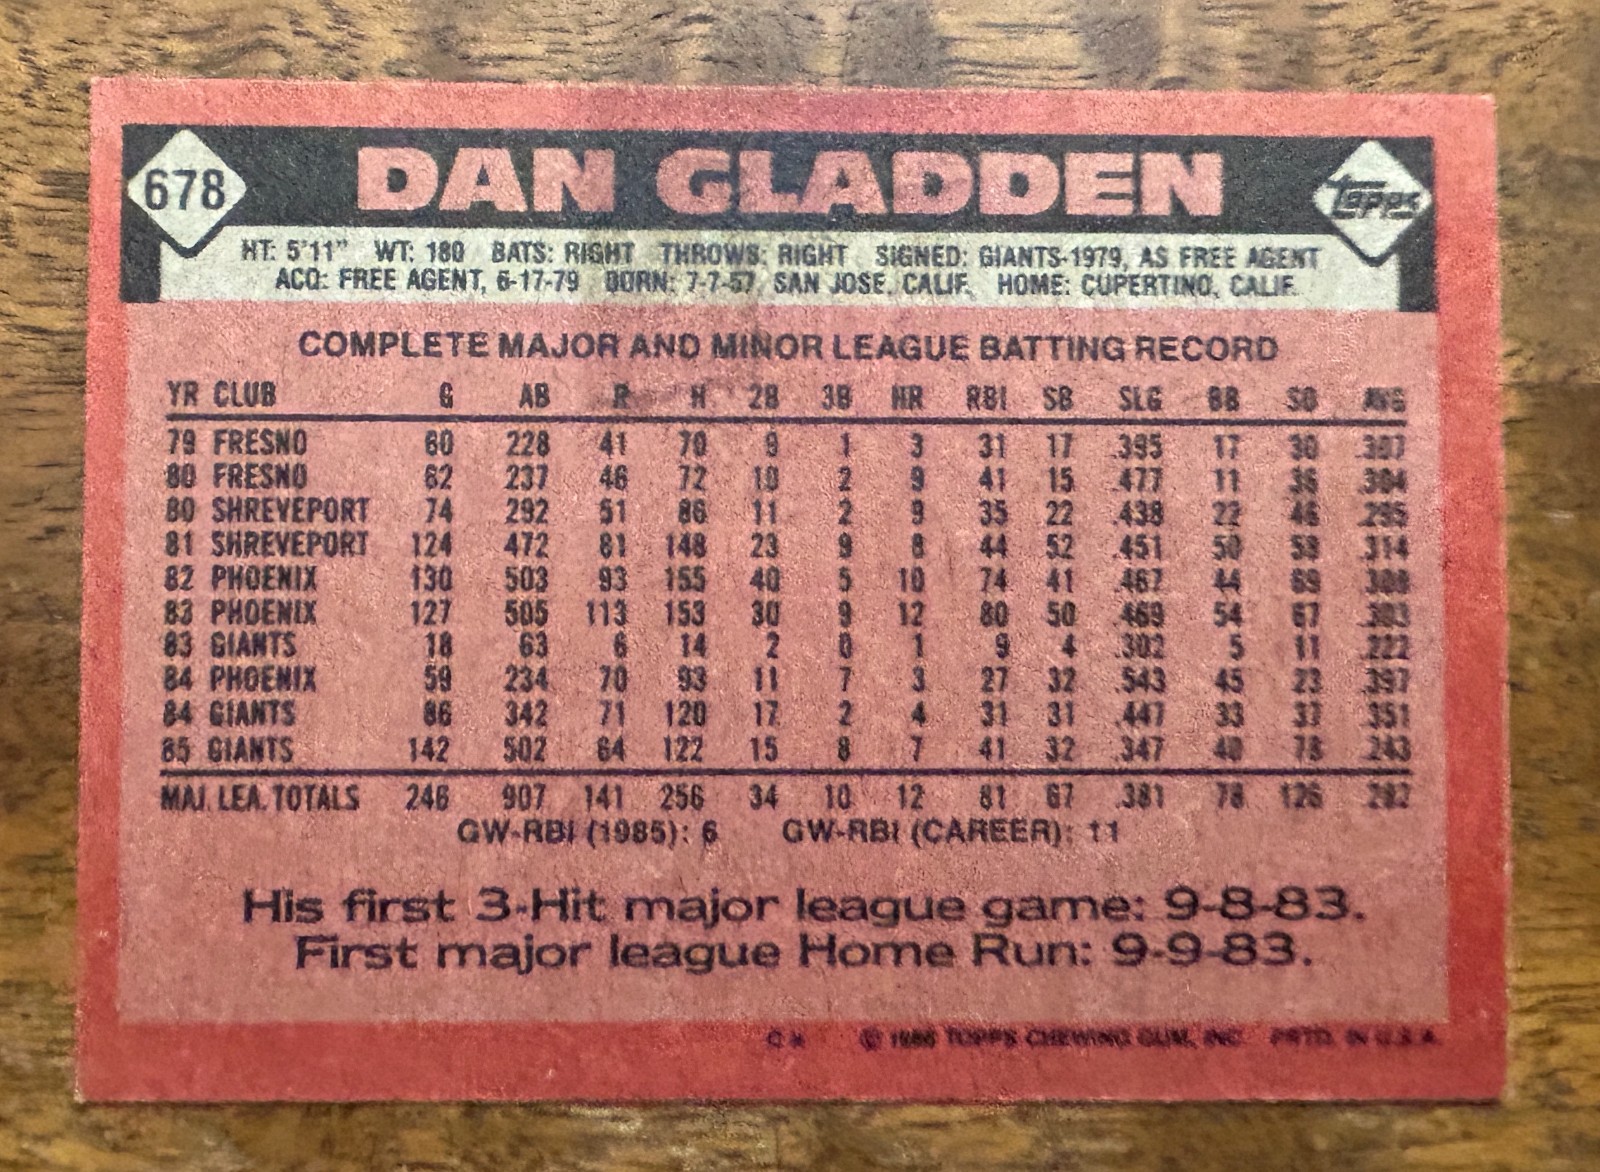 678 DAN GLADDEN Topps
HT: 5'11" WT: 180 BATS: RIGHT THROWS: RIGHT SIGNED: GIANTS-1979, AS FREE AGENT
ACQ: FREE AGENT, 6-17-79 BORN: 7-7-57, SAN JOSE, CALIF. HOME: CUPERTINO, CALIF.
COMPLETE MAJOR AND MINOR LEAGUE BATTING RECORD
YR CLUB G AB R H 2B 3B HR RBI SB SLG BB SO AVG
79 FRESNO 60 228 41 70 9 1 3 31 17 .395 17 30 .307
80 FRESNO 62 237 46 72 10 2 9 41 15 .477 11 36 .304
80 SHREVEPORT 74 292 51 86 11 2 9 35 22 .438 22 46 .295
81 SHREVEPORT 124 472 81 148 23 9 8 44 52 .451 50 58 .314
82 PHOENIX 130 503 93 155 40 5 10 74 41 .467 44 69 .308
83 PHOENIX 127 505 113 153 30 9 12 80 50 .469 54 67 .303
83 GIANTS 18 63 6 14 2 0 1 9 4 .302 5 11 .222
84 PHOENIX 59 234 70 93 11 7 3 27 32 .543 45 23 .397
84 GIANTS 86 342 71 120 17 2 4 31 31 .447 33 37 .351
85 GIANTS 142 502 64 122 15 8 7 41 32 .347 40 78 .243
MAJ. LEA. TOTALS 246 907 141 256 34 10 12 81 67 .381 78 126 .282
GW-RBI (1985): 6 GW-RBI (CAREER): 11
His first 3-Hit major league game: 9-8-83.
First major league Home Run: 9-9-83.
© 1986 TOPPS CHEWING GUM, INC. PRTD. IN U.S.A.